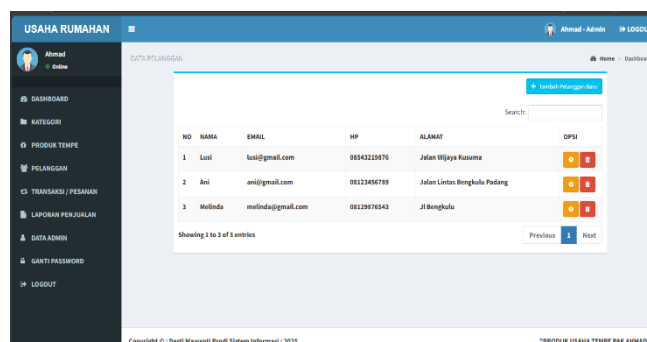 USAHA RUMAHAN
Ahmad - Admin
LOGOU
Ahmad
Online
DATA PELANGGAN
Home > Dashboar
DASHBOARD
KATEGORI
PRODUK TEMPE
PELANGGAN
TRANSAKSI / PESANAN
LAPORAN PENJUALAN
DATA ADMIN
GANTI PASSWORD
LOGOUT
+ Tambah Pelanggan Baru
Search:
NO NAMA EMAIL HP ALAMAT OPSI
1 Lusi lusi@gmail.com 08543219876 Jalan Wijaya Kusuma
2 Ani ani@gmail.com 08123456789 Jalan Lintas Bengkulu Padang
3 Melinda melinda@gmail.com 08129876543 Jl Bengkulu
Showing 1 to 3 of 3 entries
Previous 1 Next
Copyright © : Desti Mawanti Prodi Sistem Informasi : 2025
"PRODUK USAHA TEMPE PAK AHMAD